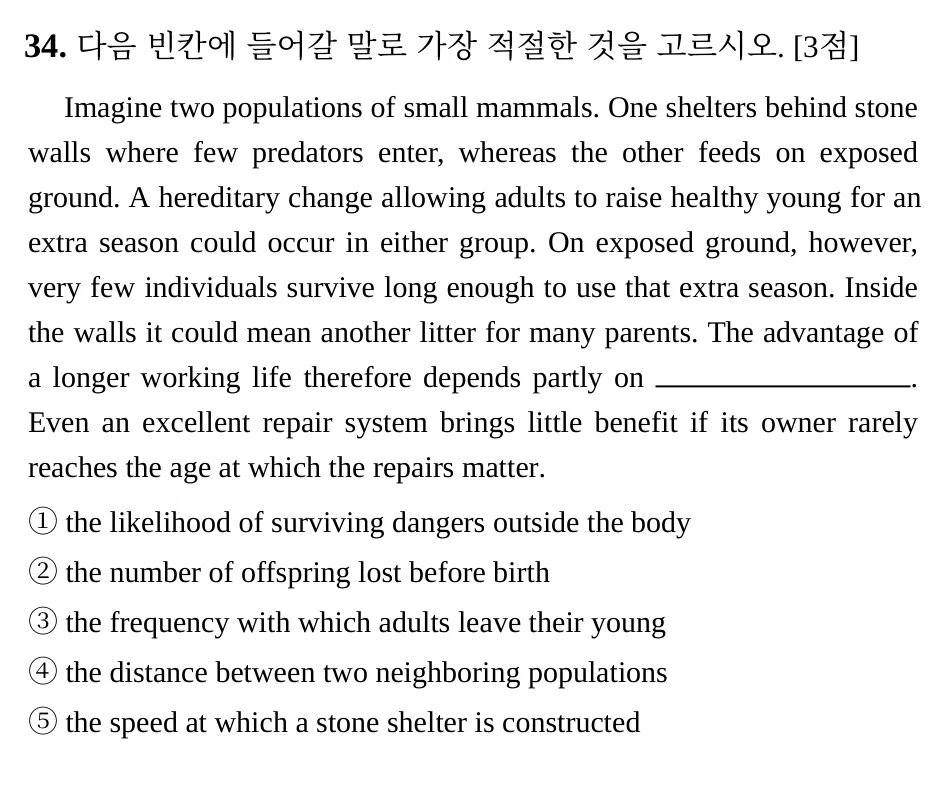 34. 다음 빈칸에 들어갈 말로 가장 적절한 것을 고르시오. [3점]
Imagine two populations of small mammals. One shelters behind stone
walls where few predators enter, whereas the other feeds on exposed
ground. A hereditary change allowing adults to raise healthy young for an
extra season could occur in either group. On exposed ground, however,
very few individuals survive long enough to use that extra season. Inside
the walls it could mean another litter for many parents. The advantage of
a longer working life therefore depends partly on ____________________.
Even an excellent repair system brings little benefit if its owner rarely
reaches the age at which the repairs matter.
① the likelihood of surviving dangers outside the body
② the number of offspring lost before birth
③ the frequency with which adults leave their young
④ the distance between two neighboring populations
⑤ the speed at which a stone shelter is constructed